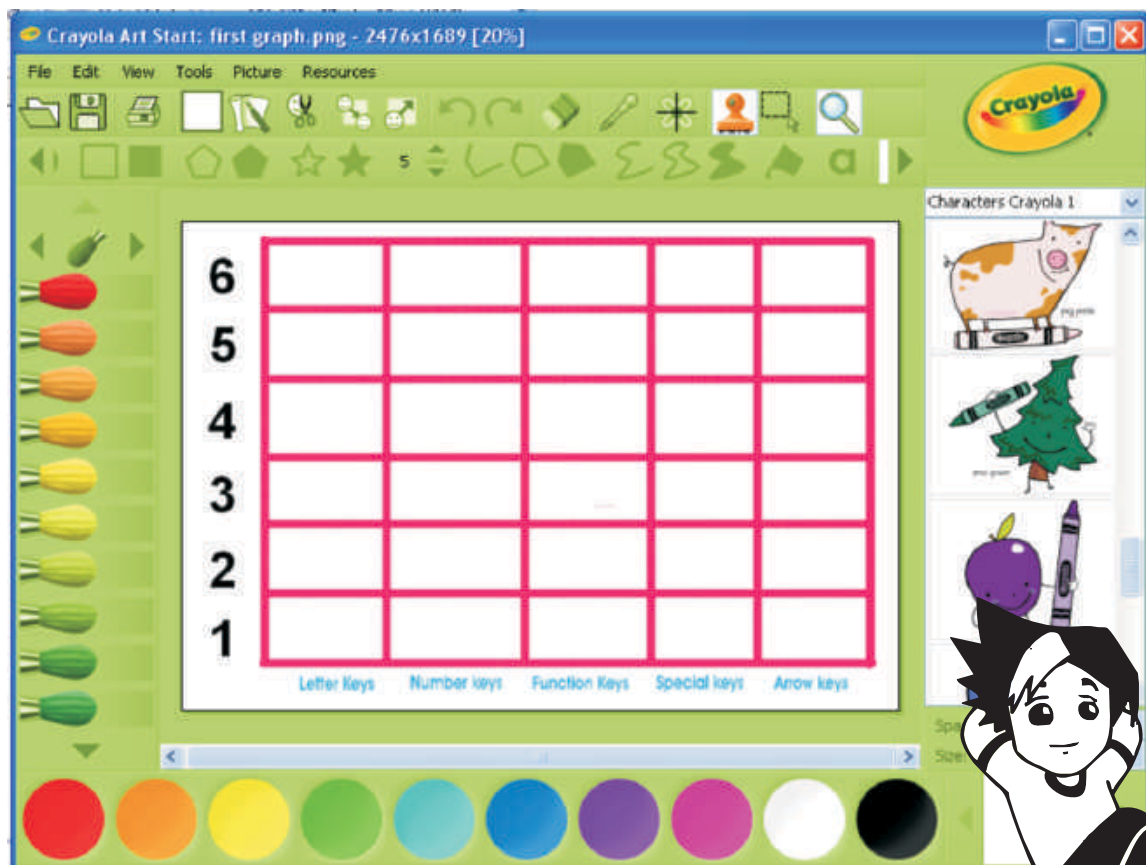 Crayola Art Start: first graph.png - 2476x1689 [20%]
File Edit View Tools Picture Resources
Crayola
5
a
Characters Crayola 1
6
5
4
3
2
1
Letter Keys Number keys Function Keys Special keys Arrow keys